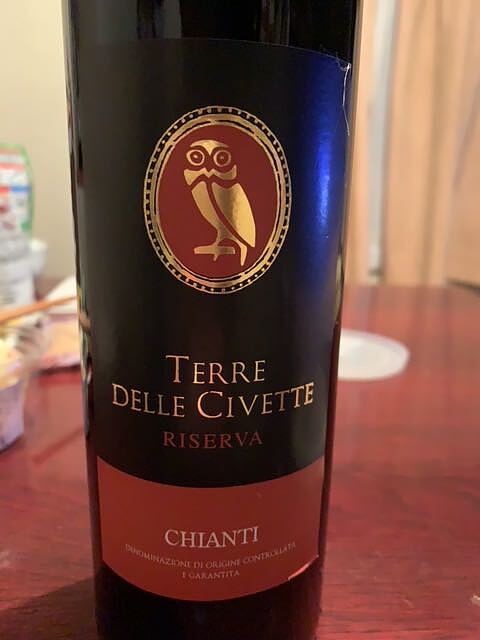 TERRE
DELLE CIVETTE
RISERVA
CHIANTI
DENOMINAZIONE DI ORIGINE CONTROLLATA
E GARANTITA